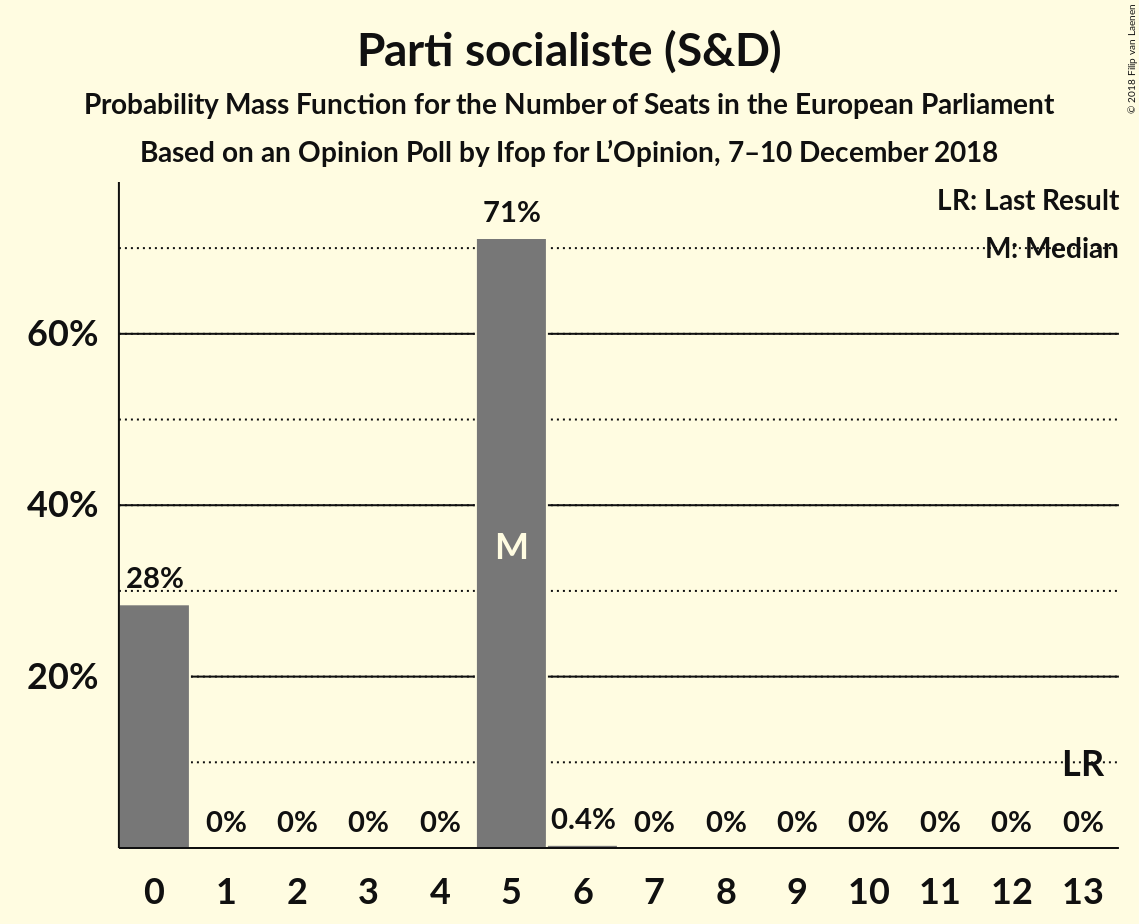 Parti socialiste (S&D)
Probability Mass Function for the Number of Seats in the European Parliament
Based on an Opinion Poll by Ifop for L’Opinion, 7–10 December 2018
© 2018 Filip van Laenen
LR: Last Result
M: Median
71%
60%
40%
M
28%
20%
LR
0% 0% 0% 0% 0.4% 0% 0% 0% 0% 0% 0% 0%
0 1 2 3 4 5 6 7 8 9 10 11 12 13